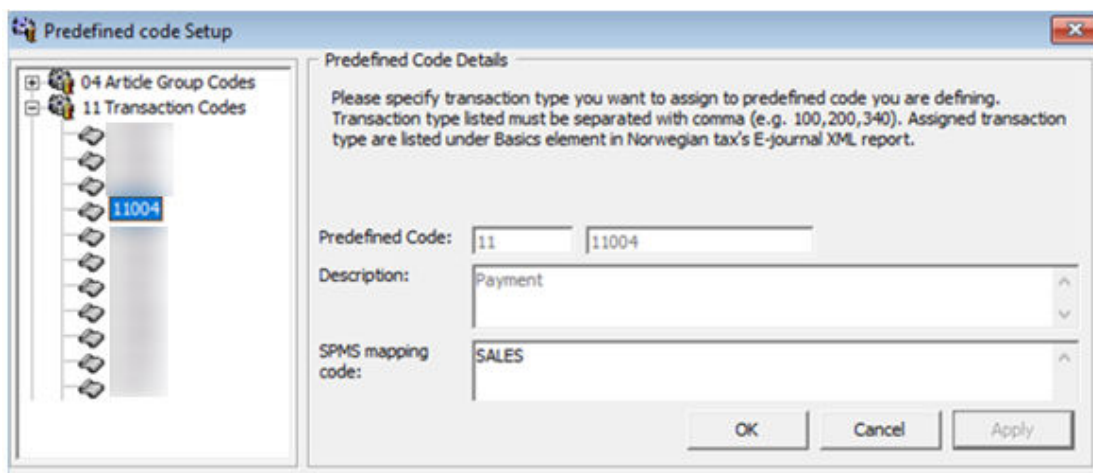 Predefined code Setup
04 Article Group Codes
11 Transaction Codes
11004
Predefined Code Details
Please specify transaction type you want to assign to predefined code you are defining.
Transaction type listed must be separated with comma (e.g. 100,200,340). Assigned transaction
type are listed under Basics element in Norwegian tax's E-journal XML report.
Predefined Code: 11 11004
Description: Payment
SPMS mapping SALES
code:
OK Cancel Apply